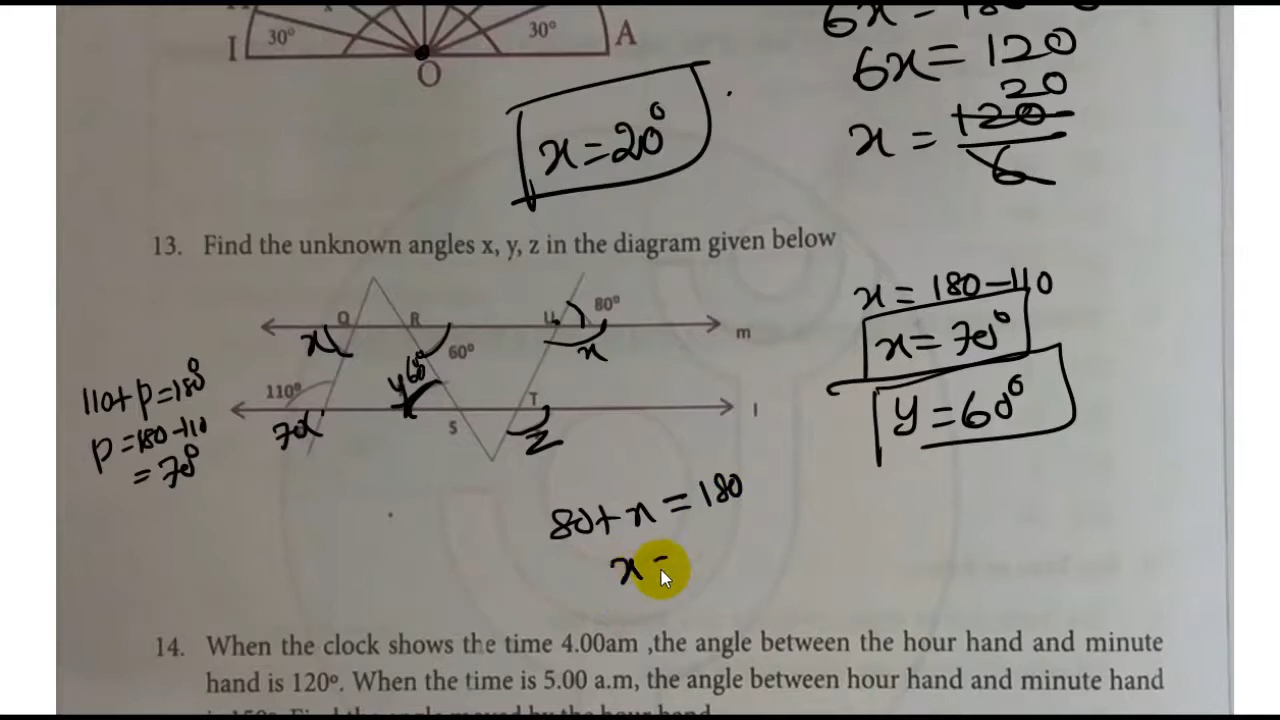 I 30° 30° A
O
6x = 120
20
x = 120
6
x = 20°
13. Find the unknown angles x, y, z in the diagram given below
Q R U 80° m
x 60° x
y 60°
110° T l
70 S Z
110 + p = 180°
p = 180 - 110
= 70°
x = 180 - 110
x = 70°
y = 60°
80 + x = 180
x =
14. When the clock shows the time 4.00am ,the angle between the hour hand and minute
hand is 120°. When the time is 5.00 a.m, the angle between hour hand and minute hand